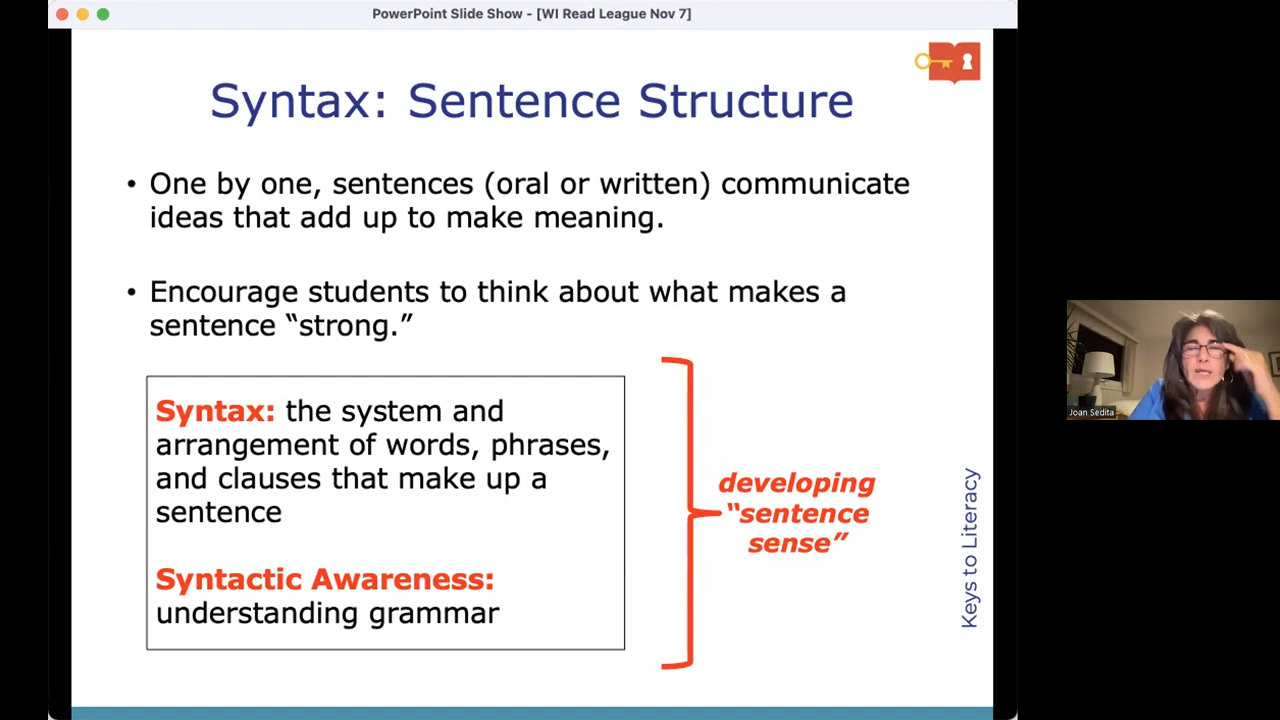 PowerPoint Slide Show - [WI Read League Nov 7]
Syntax: Sentence Structure
• One by one, sentences (oral or written) communicate
ideas that add up to make meaning.
• Encourage students to think about what makes a
sentence “strong.”
Syntax: the system and
arrangement of words, phrases,
and clauses that make up a
sentence
Syntactic Awareness:
understanding grammar
developing
“sentence
sense”
Keys to Literacy
Joan Sedita